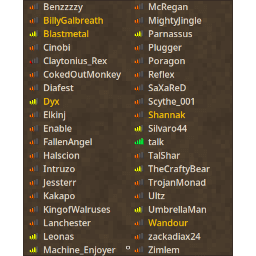 Benzzzzy
BillyGalbreath
Blastmetal
Cinobi
Claytonius_Rex
CokedOutMonkey
Diafest
Dyx
Elkinj
Enable
FallenAngel
Halscion
Intruzo
Jessterr
Kakapo
KingofWalruses
Lanchester
Leonas
Machine_Enjoyer
McRegan
MightyJingle
Parnassus
Plugger
Poragon
Reflex
SaXaReD
Scythe_001
Shannak
Silvaro44
talk
TalShar
TheCraftyBear
TrojanMonad
Ultz
UmbrellaMan
Wandour
zackadiax24
Zimlem